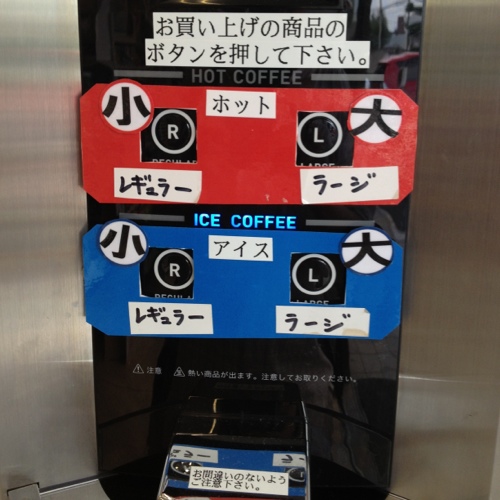 お買い上げの商品の
ボタンを押して下さい。
HOT COFFEE
小 ホット 大
R L
REGULAR LARGE
レギュラー ラージ
ICE COFFEE
小 アイス 大
R L
REGULAR LARGE
レギュラー ラージ
注意 熱い商品が出ます。注意してお取りください。
お間違いのないよう
ご注意下さい。